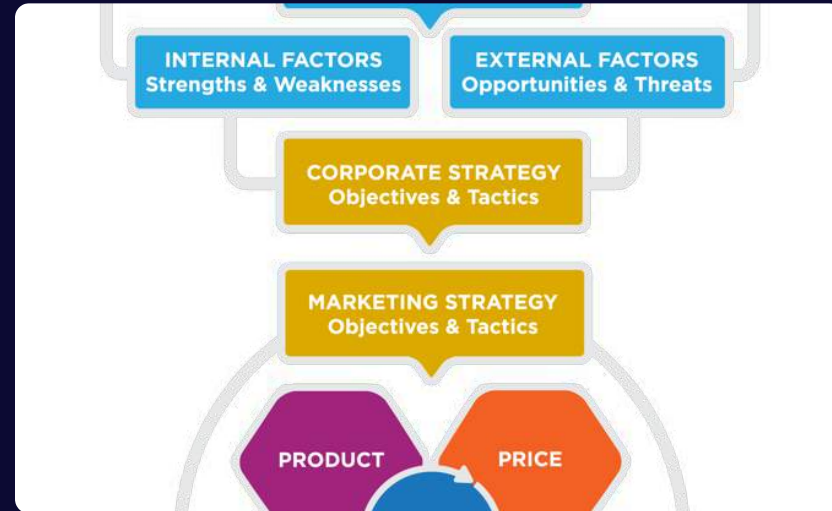 INTERNAL FACTORS
Strengths & Weaknesses
EXTERNAL FACTORS
Opportunities & Threats
CORPORATE STRATEGY
Objectives & Tactics
MARKETING STRATEGY
Objectives & Tactics
PRODUCT
PRICE